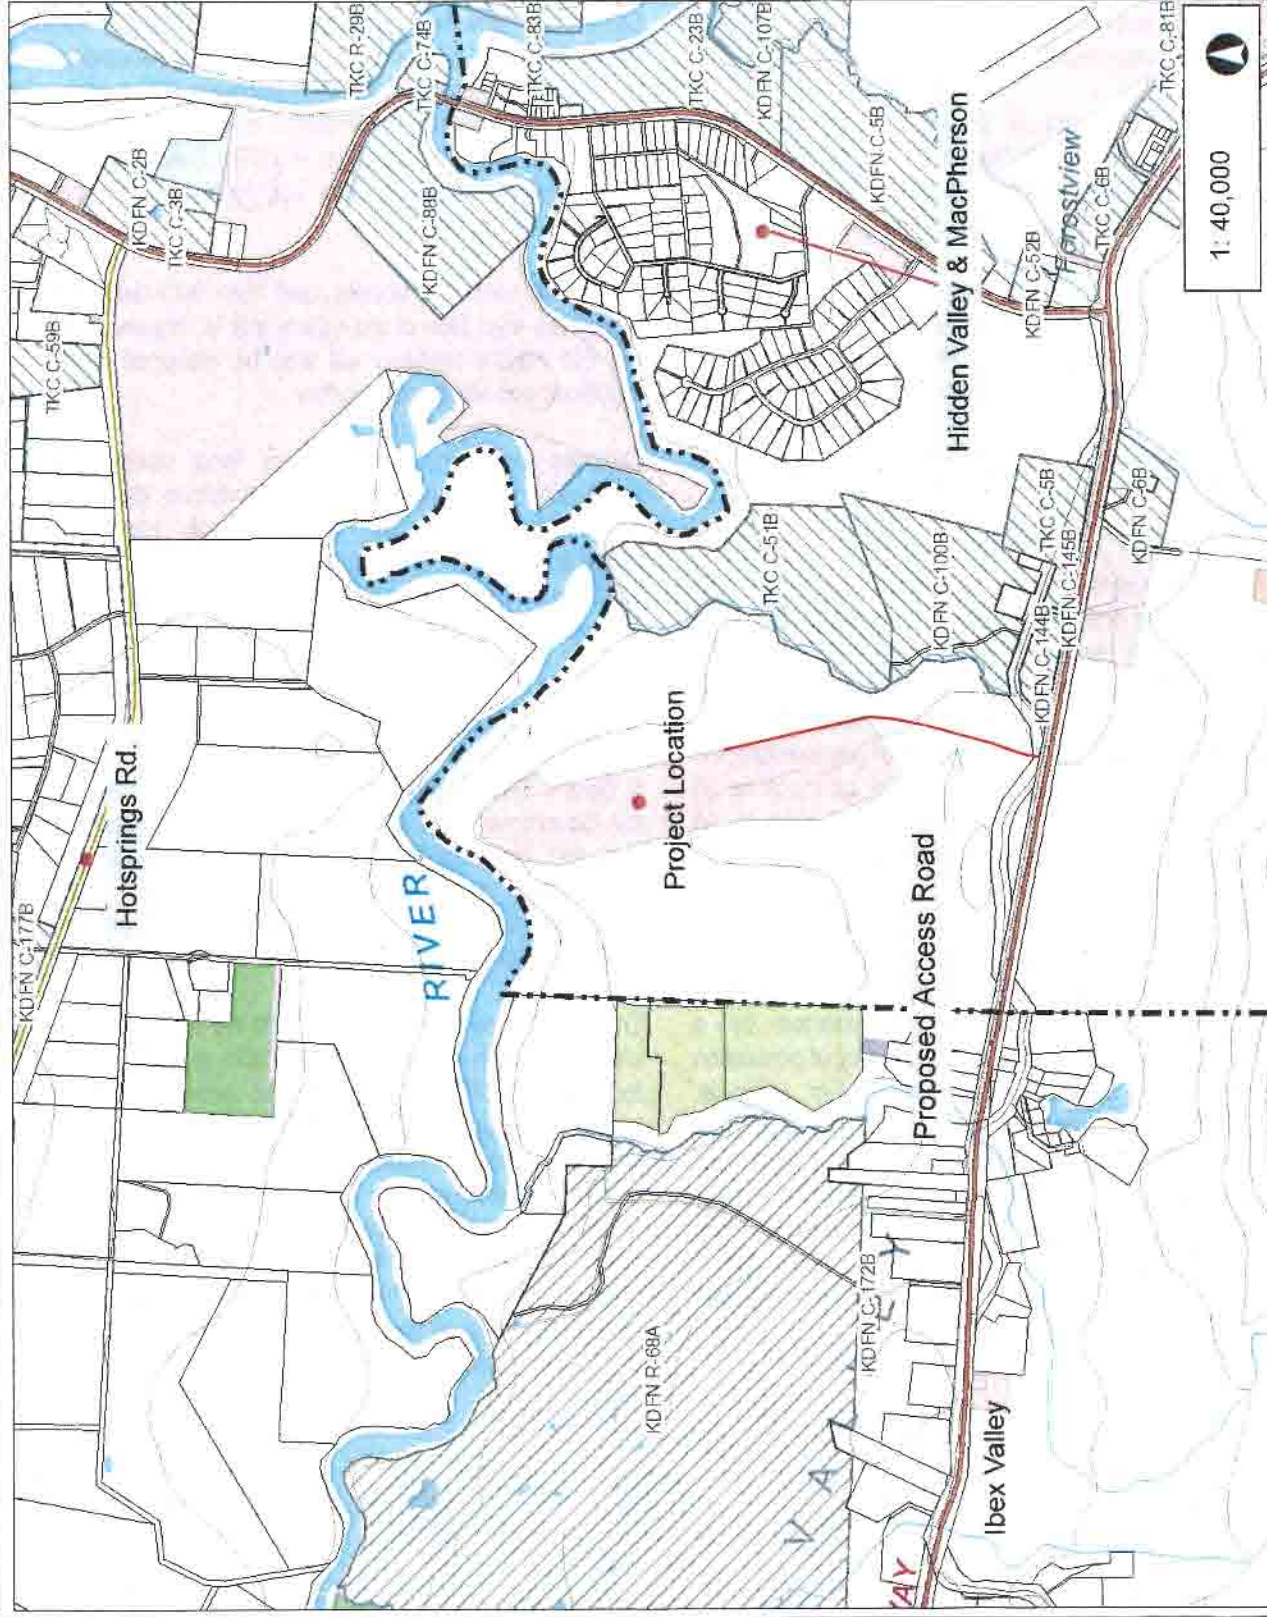 KDFN C-177B
Hotsprings Rd.
TKC C-59B
KDFN C-2B
TKC C-3B
TKC R-29B
TKC C-74B
TKC C-83B
KDFN C-88B
TKC C-23B
KDFN C-107B
RIVER
Project Location
TKC C-51B
KDFN C-5B
Hidden Valley & MacPherson
KDFN R-68A
KDFN C-172B
Proposed Access Road
KDFN C-100B
KDFN C-144B
TKC C-5B
KDFN C-145B
KDFN C-52B
Forostview
TKC C-6B
TKC C-81B
KDFN C-6B
V A
E Y
AY
Ibex Valley
1: 40,000